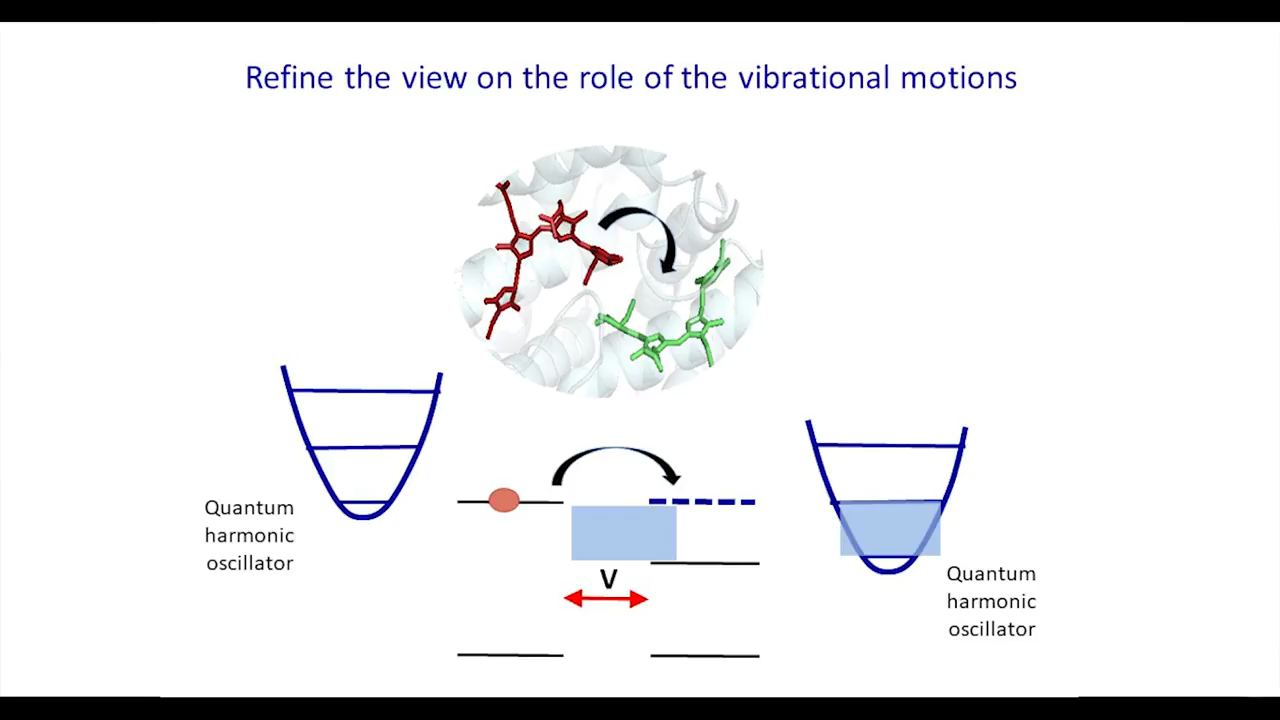 Refine the view on the role of the vibrational motions
Quantum
harmonic
oscillator
V
Quantum
harmonic
oscillator